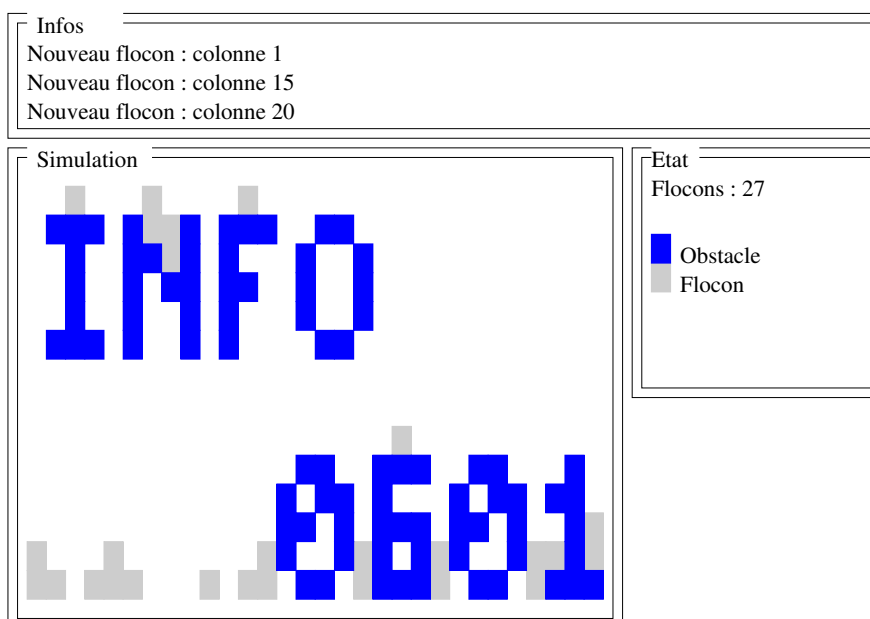 Infos
Nouveau flocon : colonne 1
Nouveau flocon : colonne 15
Nouveau flocon : colonne 20
Simulation
INFO
0601
Etat
Flocons : 27
Obstacle
Flocon